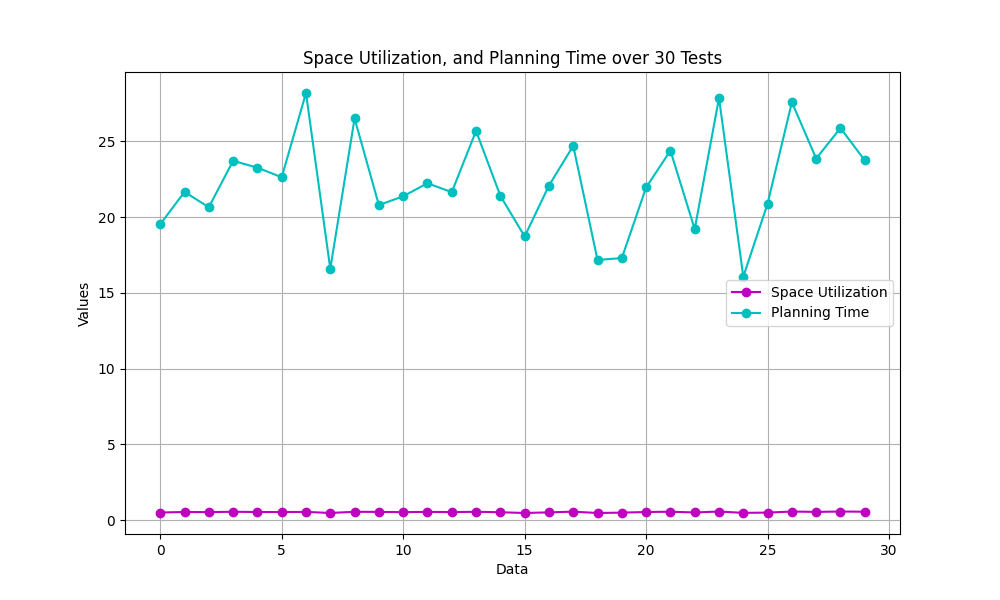 Space Utilization, and Planning Time over 30 Tests
25
20
15
10
5
0
Values
Space Utilization
Planning Time
0 5 10 15 20 25 30
Data